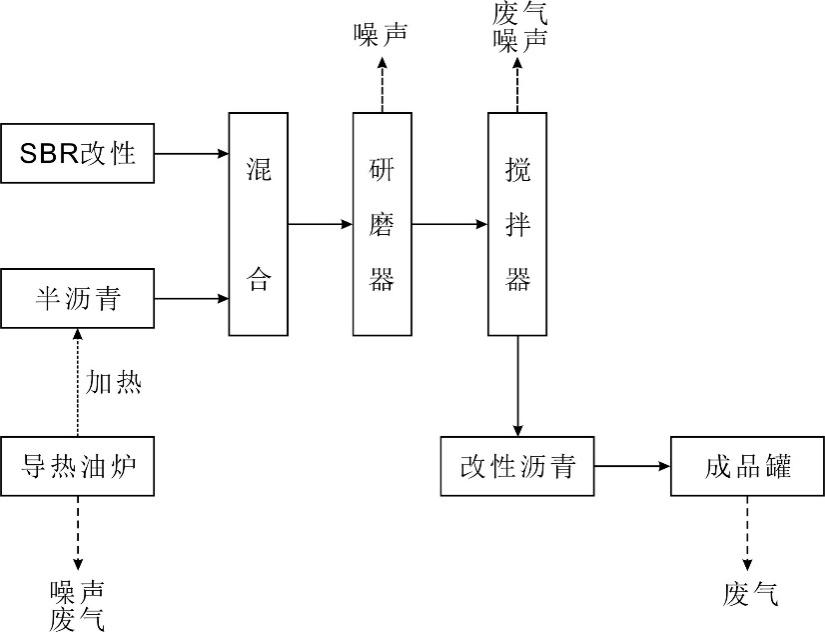 噪声
废气
噪声
SBR改性
混合
研磨器
搅拌器
半沥青
加热
导热油炉
改性沥青
成品罐
噪声
废气
废气